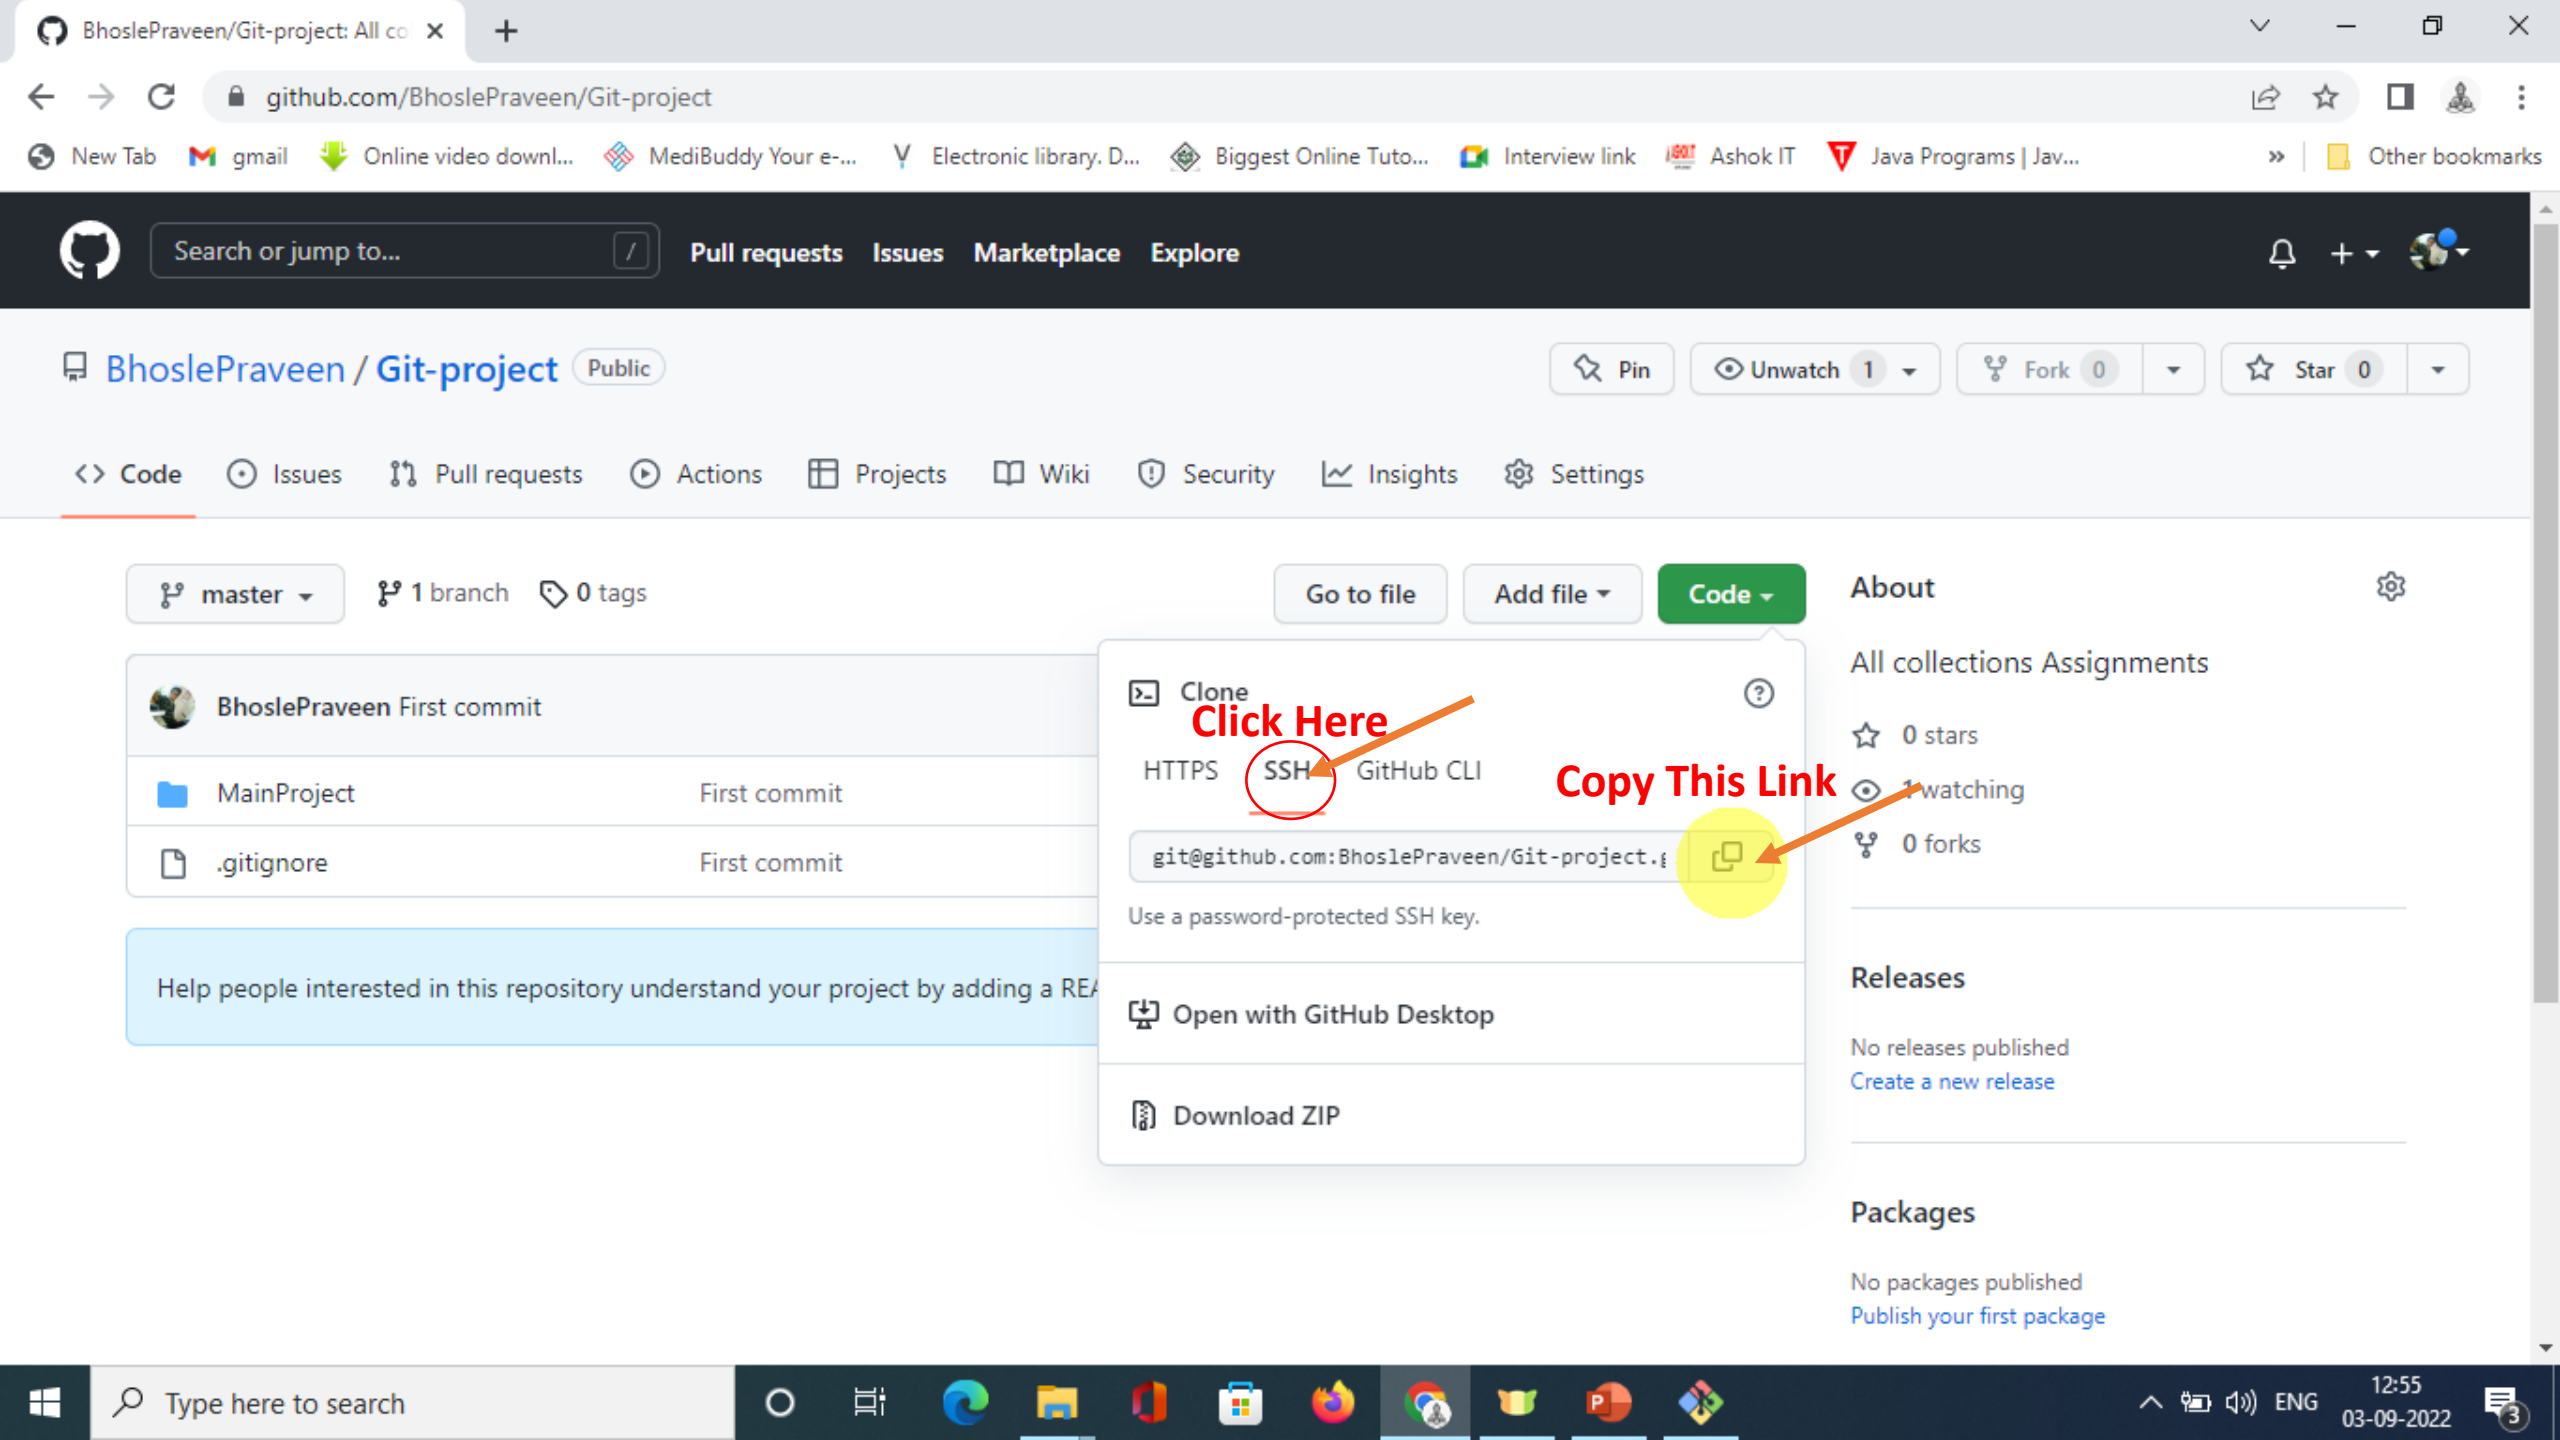 BhoslePraveen/Git-project: All co
github.com/BhoslePraveen/Git-project
New Tab gmail Online video downl... MediBuddy Your e-... Electronic library. D... Biggest Online Tuto... Interview link Ashok IT Java Programs | Jav... » Other bookmarks
Search or jump to... / Pull requests Issues Marketplace Explore
BhoslePraveen / Git-project Public Pin Unwatch 1 Fork 0 Star 0
<> Code Issues Pull requests Actions Projects Wiki Security Insights Settings
master 1 branch 0 tags Go to file Add file Code
About
All collections Assignments
0 stars
1 watching
0 forks
BhoslePraveen First commit
MainProject First commit
.gitignore First commit
Help people interested in this repository understand your project by adding a REA
Clone
Click Here
HTTPS SSH GitHub CLI
Copy This Link
git@github.com:BhoslePraveen/Git-project.g
Use a password-protected SSH key.
Open with GitHub Desktop
Download ZIP
Releases
No releases published
Create a new release
Packages
No packages published
Publish your first package
Type here to search
ENG
12:55
03-09-2022
3